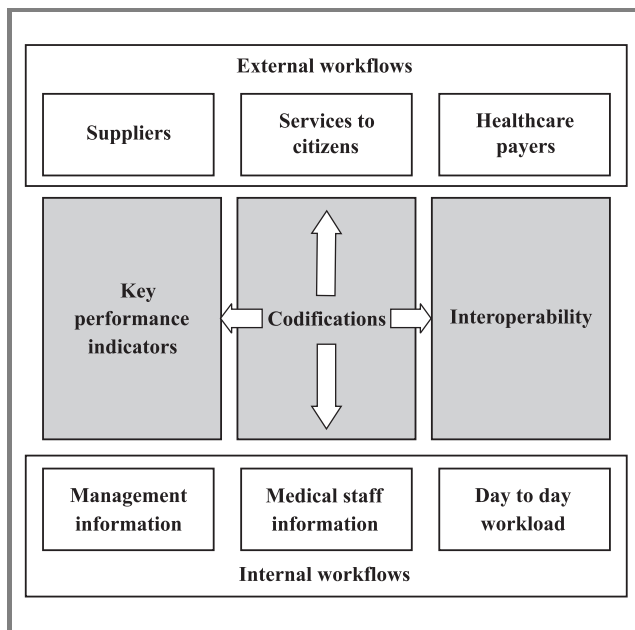 External workflows
Suppliers
Services to
citizens
Healthcare
payers
Key
performance
indicators
Codifications
Interoperability
Management
information
Medical staff
information
Day to day
workload
Internal workflows